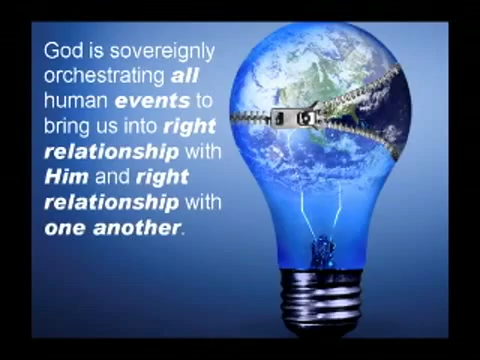 God is sovereignly
orchestrating all
human events to
bring us into right
relationship with
Him and right
relationship with
one another.